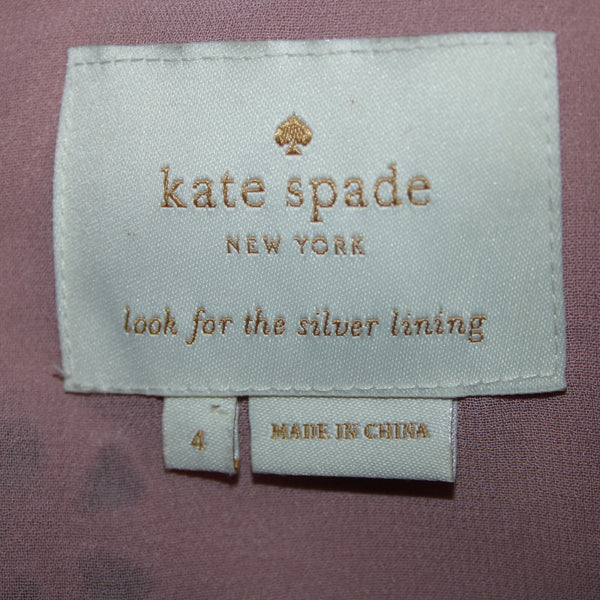 kate spade
NEW YORK
look for the silver lining
4
MADE IN CHINA